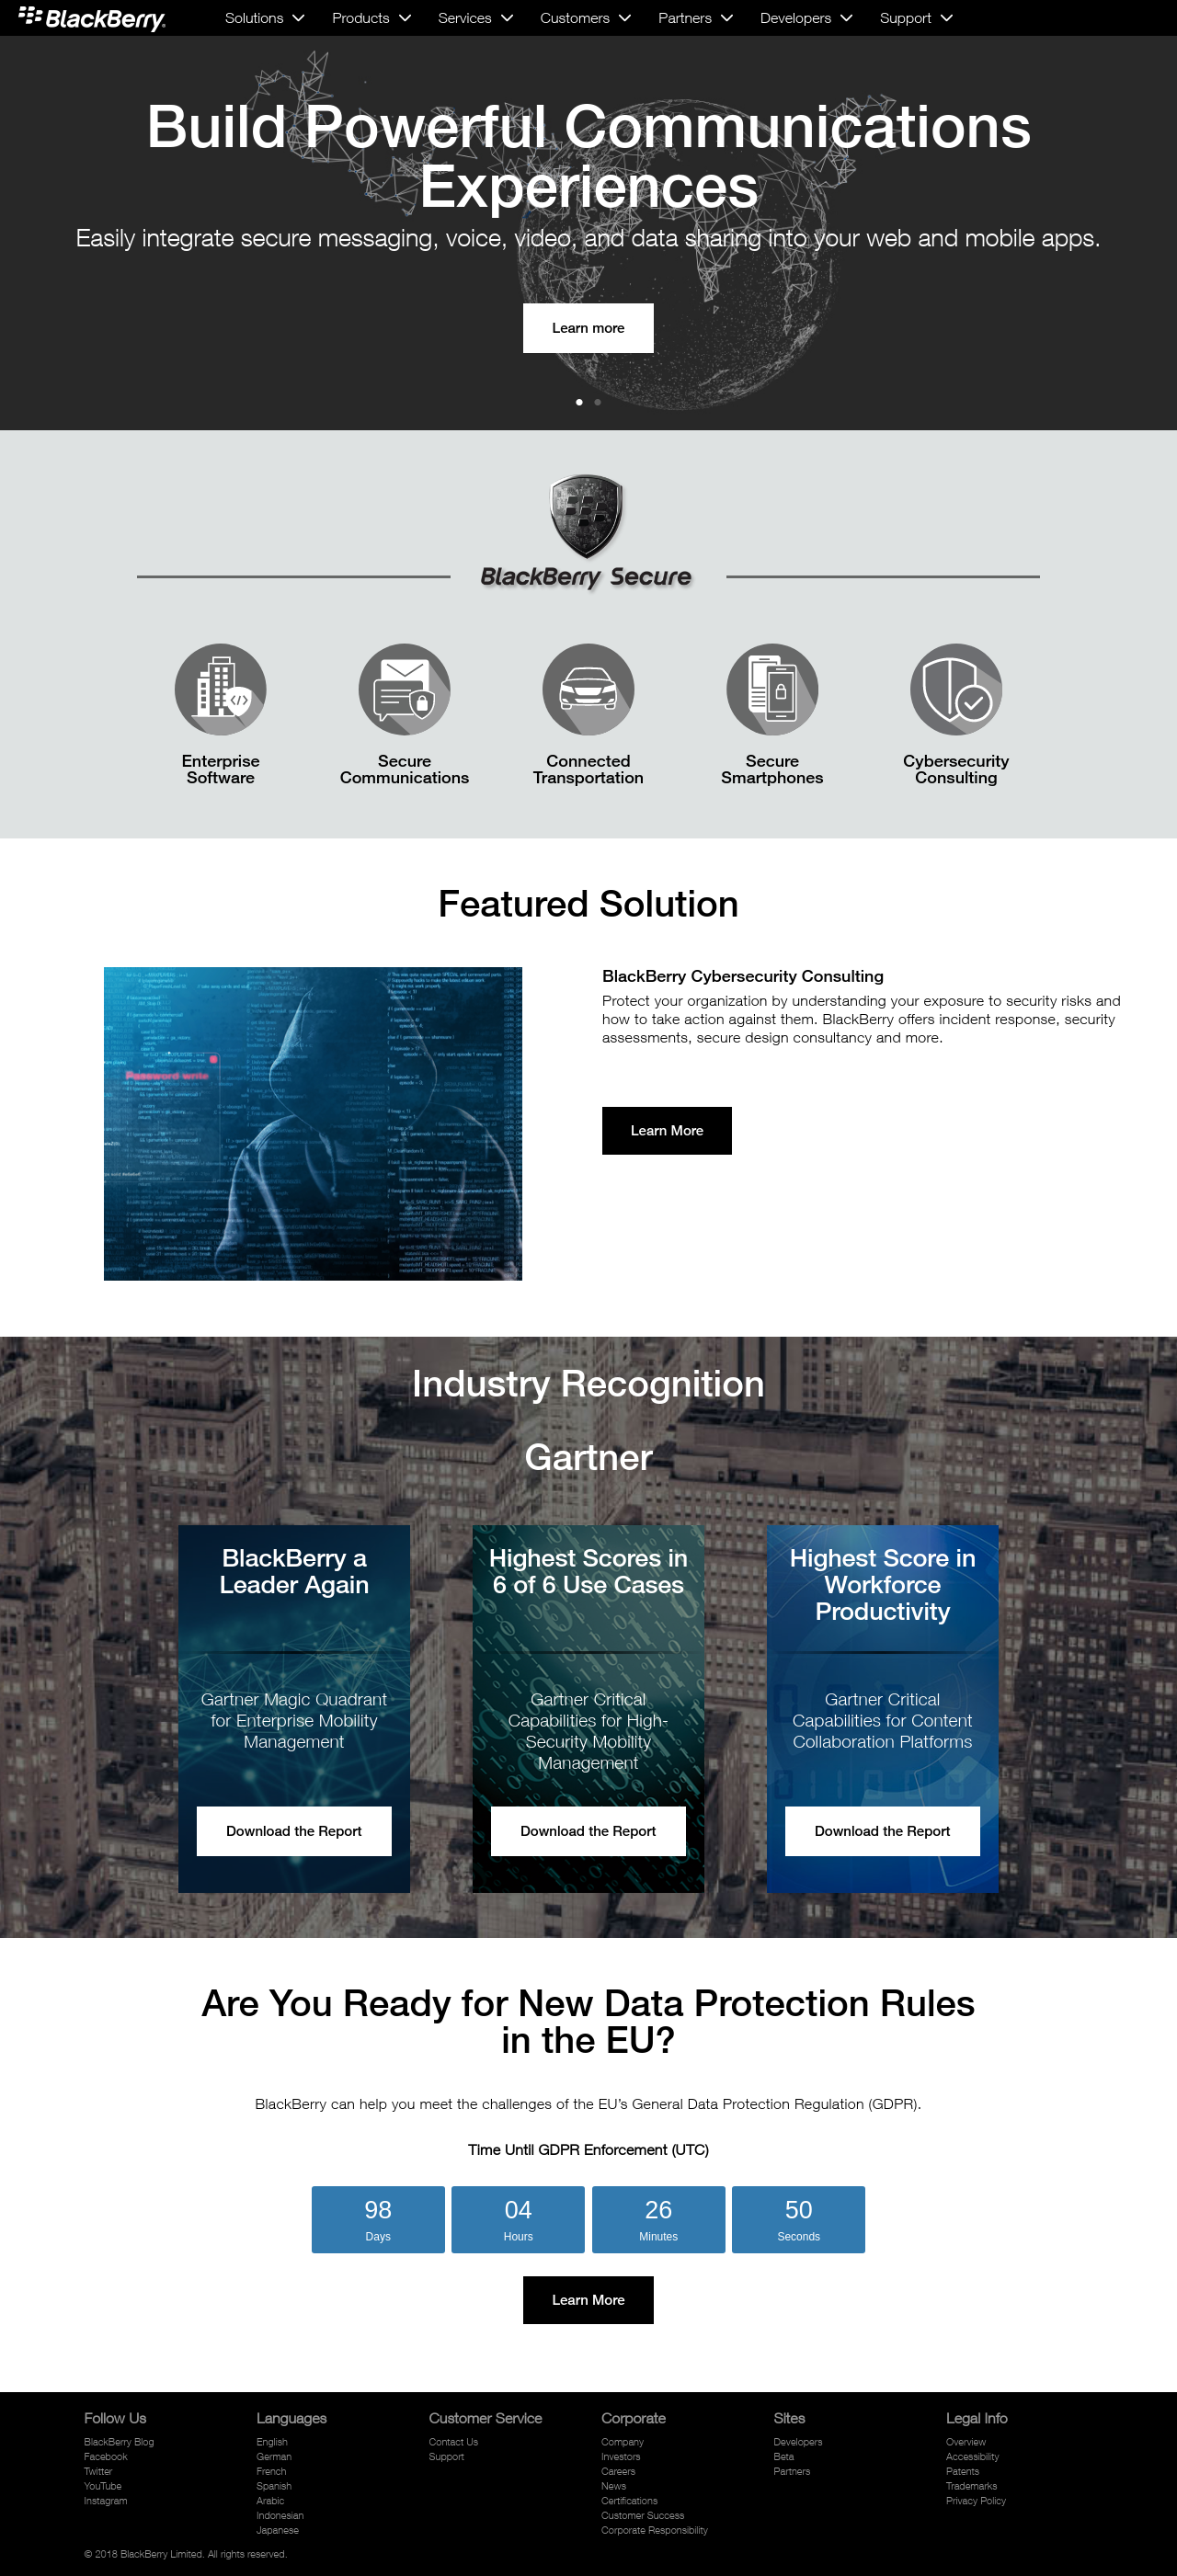 BlackBerry
Solutions Products Services Customers Partners Developers Support
Build Powerful Communications
Experiences
Easily integrate secure messaging, voice, video, and data sharing into your web and mobile apps.
Learn more
BlackBerry Secure
Enterprise
Software
Secure
Communications
Connected
Transportation
Secure
Smartphones
Cybersecurity
Consulting
Featured Solution
Password write
BlackBerry Cybersecurity Consulting
Protect your organization by understanding your exposure to security risks and
how to take action against them. BlackBerry offers incident response, security
assessments, secure design consultancy and more.
Learn More
Industry Recognition
Gartner
BlackBerry a
Leader Again
Gartner Magic Quadrant
for Enterprise Mobility
Management
Download the Report
Highest Scores in
6 of 6 Use Cases
Gartner Critical
Capabilities for High-
Security Mobility
Management
Download the Report
Highest Score in
Workforce
Productivity
Gartner Critical
Capabilities for Content
Collaboration Platforms
Download the Report
Are You Ready for New Data Protection Rules
in the EU?
BlackBerry can help you meet the challenges of the EU’s General Data Protection Regulation (GDPR).
Time Until GDPR Enforcement (UTC)
98 04 26 50
Days Hours Minutes Seconds
Learn More
Follow Us
BlackBerry Blog
Facebook
Twitter
YouTube
Instagram
Languages
English
German
French
Spanish
Arabic
Indonesian
Japanese
Customer Service
Contact Us
Support
Corporate
Company
Investors
Careers
News
Certifications
Customer Success
Corporate Responsibility
Sites
Developers
Beta
Partners
Legal Info
Overview
Accessibility
Patents
Trademarks
Privacy Policy
© 2018 BlackBerry Limited. All rights reserved.